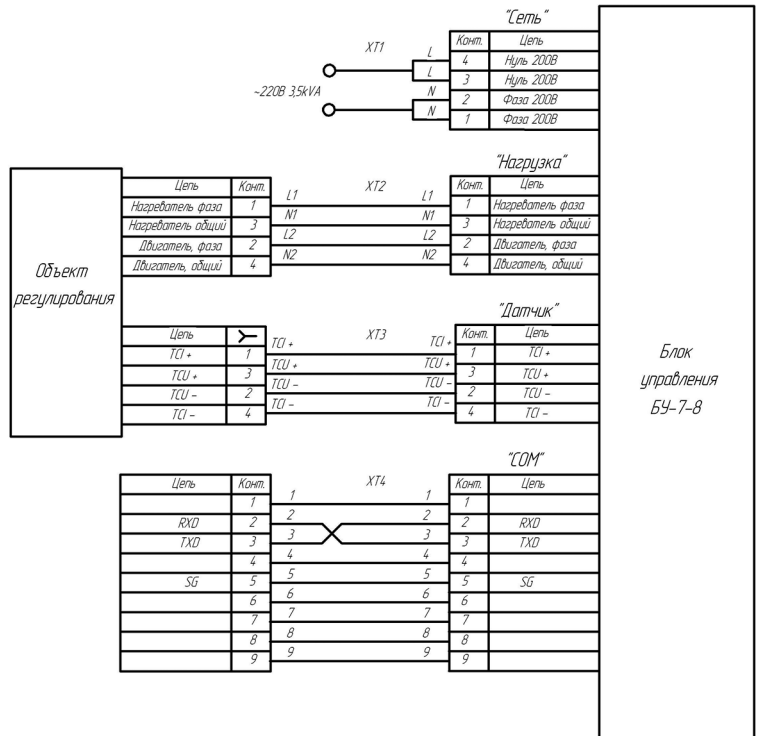 "Сеть"
XT1
Конт. Цепь
L 4 Нуль 200В
L 3 Нуль 200В
~220В 3,5kVA
N 2 Фаза 200В
N 1 Фаза 200В
"Нагрузка"
Цепь Конт. XT2 Конт. Цепь
Нагреватель фаза 1 L1 L1 1 Нагреватель фаза
Нагреватель общий 3 N1 N1 3 Нагреватель общий
Двигатель, фаза 2 L2 L2 2 Двигатель, фаза
Двигатель, общий 4 N2 N2 4 Двигатель, общий
Объект
регулирования
"Датчик"
Цепь XT3 Конт. Цепь
TCI + 1 TCI + TCI + 1 TCI +
TCU + 3 TCU + TCU + 3 TCU +
TCU – 2 TCU – TCU – 2 TCU –
TCI – 4 TCI – TCI – 4 TCI –
Блок
управления
БУ-7-8
"COM"
Цепь Конт. XT4 Конт. Цепь
1 1 1 1
RXD 2 2 2 2 RXD
TXD 3 3 3 3 TXD
4 4 4 4
SG 5 5 5 5 SG
6 6 6 6
7 7 7 7
8 8 8 8
9 9 9 9